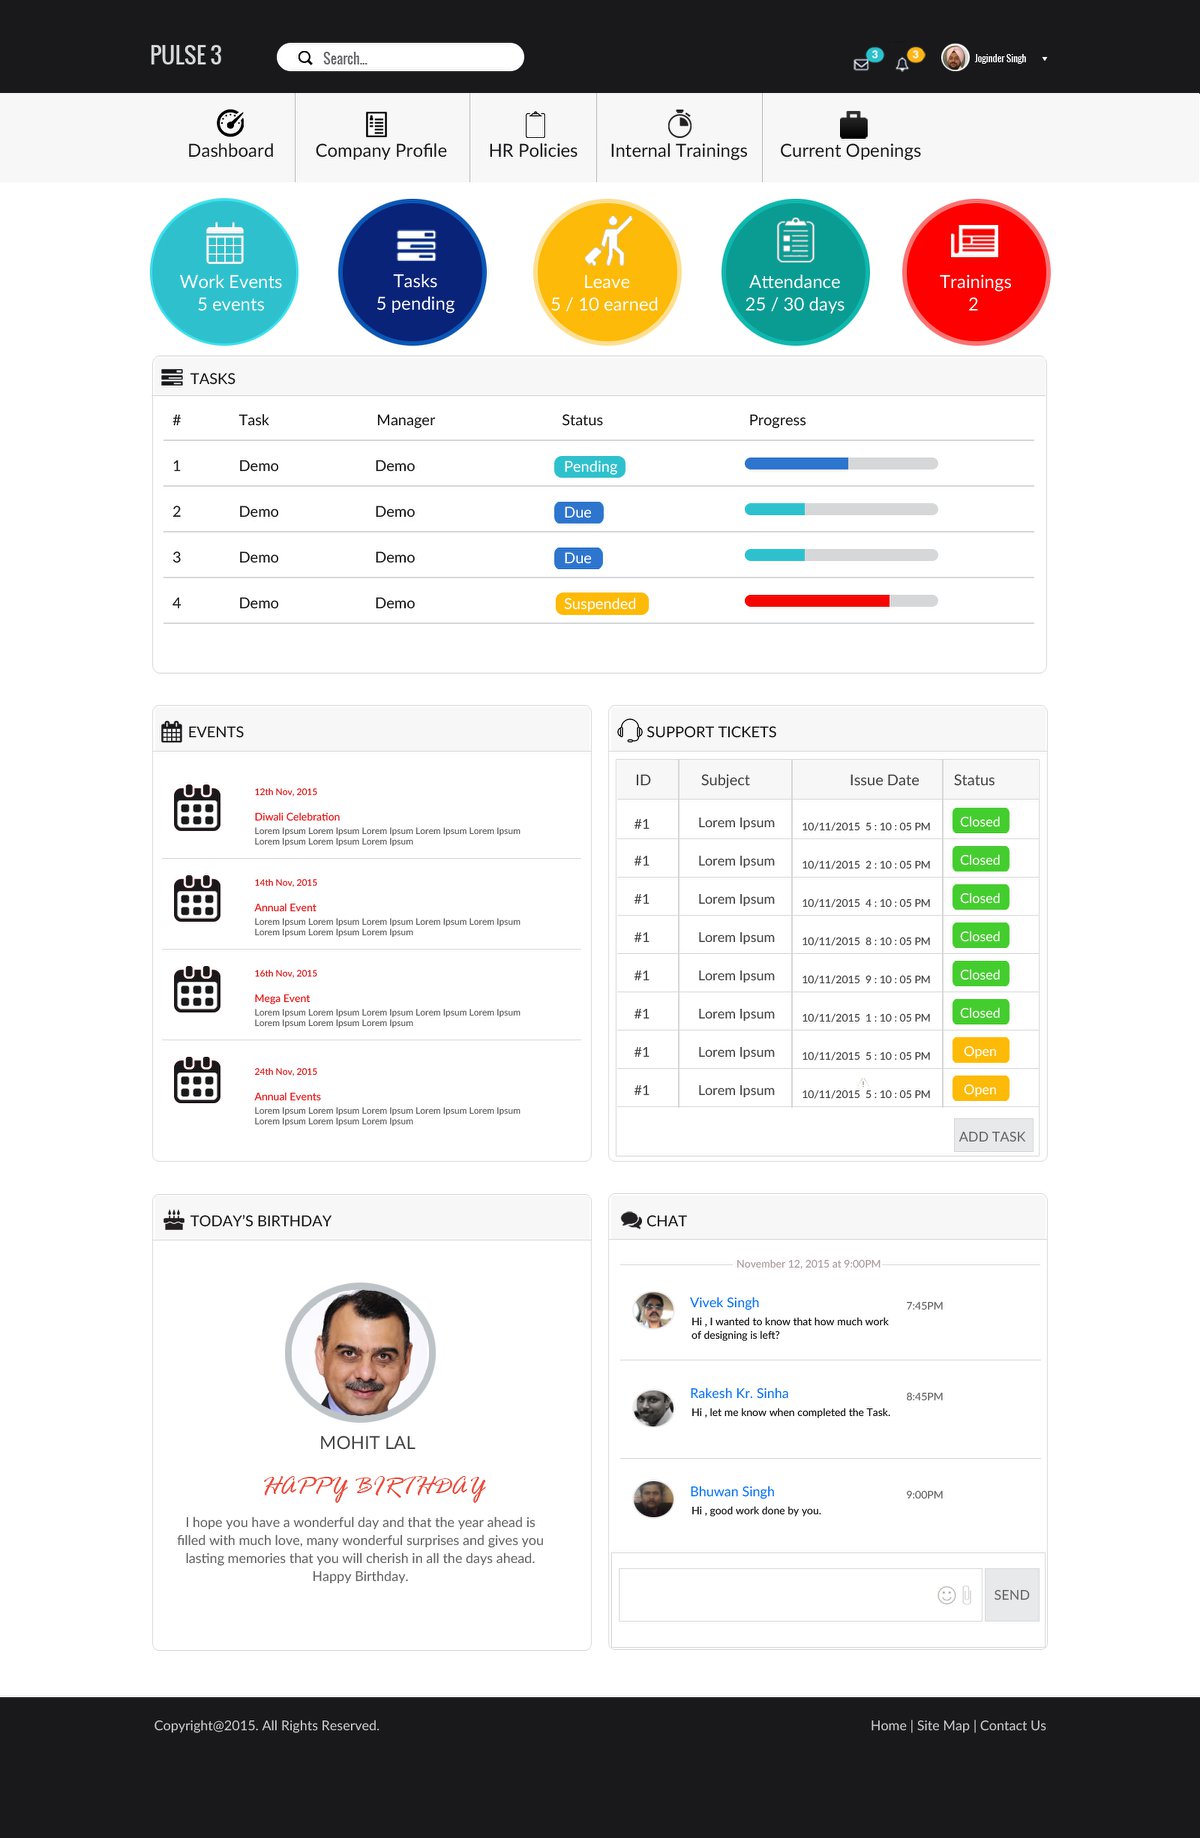 PULSE 3
Search...
3
3
Joginder Singh
Dashboard
Company Profile
HR Policies
Internal Trainings
Current Openings
Work Events
5 events
Tasks
5 pending
Leave
5 / 10 earned
Attendance
25 / 30 days
Trainings
2
TASKS
# Task Manager Status Progress
1 Demo Demo Pending
2 Demo Demo Due
3 Demo Demo Due
4 Demo Demo Suspended
EVENTS
12th Nov, 2015
Diwali Celebration
Lorem Ipsum Lorem Ipsum Lorem Ipsum Lorem Ipsum Lorem Ipsum
Lorem Ipsum Lorem Ipsum Lorem Ipsum
14th Nov, 2015
Annual Event
Lorem Ipsum Lorem Ipsum Lorem Ipsum Lorem Ipsum Lorem Ipsum
Lorem Ipsum Lorem Ipsum Lorem Ipsum
16th Nov, 2015
Mega Event
Lorem Ipsum Lorem Ipsum Lorem Ipsum Lorem Ipsum Lorem Ipsum
Lorem Ipsum Lorem Ipsum Lorem Ipsum
24th Nov, 2015
Annual Events
Lorem Ipsum Lorem Ipsum Lorem Ipsum Lorem Ipsum Lorem Ipsum
Lorem Ipsum Lorem Ipsum Lorem Ipsum
SUPPORT TICKETS
ID Subject Issue Date Status
#1 Lorem Ipsum 10/11/2015 5 : 10 : 05 PM Closed
#1 Lorem Ipsum 10/11/2015 2 : 10 : 05 PM Closed
#1 Lorem Ipsum 10/11/2015 4 : 10 : 05 PM Closed
#1 Lorem Ipsum 10/11/2015 8 : 10 : 05 PM Closed
#1 Lorem Ipsum 10/11/2015 9 : 10 : 05 PM Closed
#1 Lorem Ipsum 10/11/2015 1 : 10 : 05 PM Closed
#1 Lorem Ipsum 10/11/2015 5 : 10 : 05 PM Open
#1 Lorem Ipsum 10/11/2015 5 : 10 : 05 PM Open
ADD TASK
TODAY'S BIRTHDAY
MOHIT LAL
HAPPY BIRTHDAY
I hope you have a wonderful day and that the year ahead is
filled with much love, many wonderful surprises and gives you
lasting memories that you will cherish in all the days ahead.
Happy Birthday.
CHAT
November 12, 2015 at 9:00PM
Vivek Singh 7:45PM
Hi , I wanted to know that how much work
of designing is left?
Rakesh Kr. Sinha 8:45PM
Hi , let me know when completed the Task.
Bhuwan Singh 9:00PM
Hi , good work done by you.
SEND
Copyright@2015. All Rights Reserved.
Home | Site Map | Contact Us